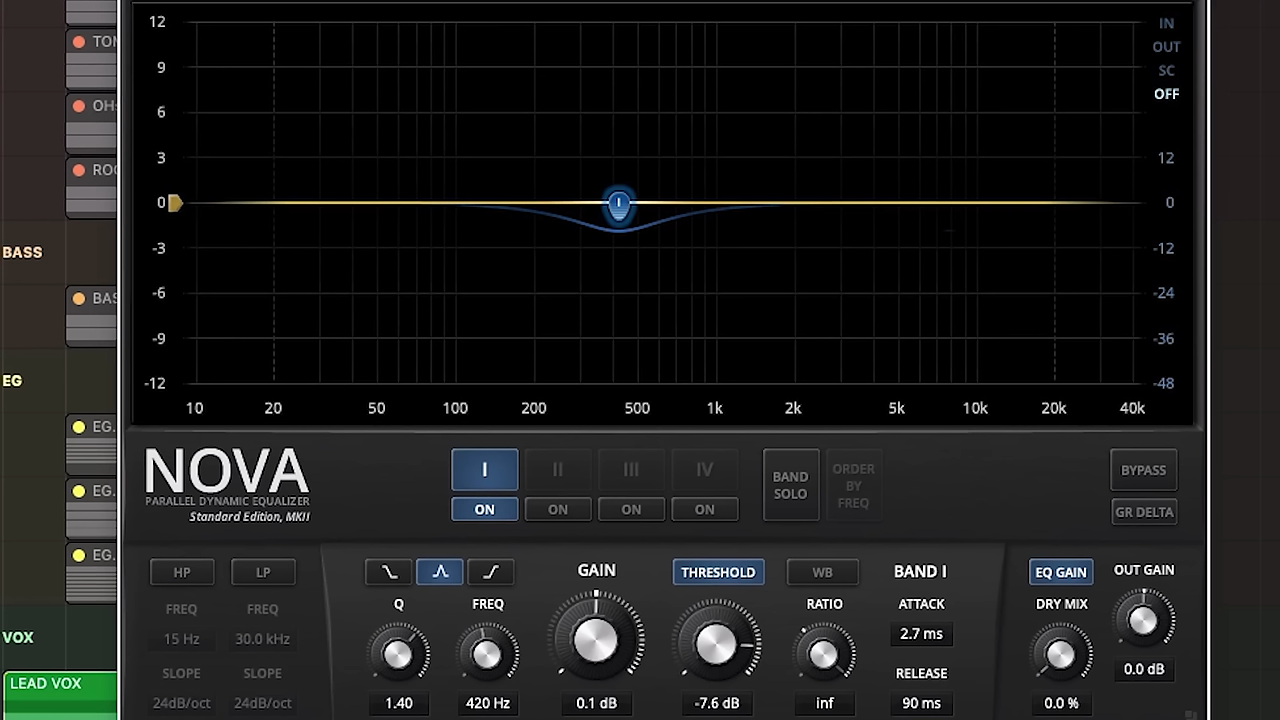 12
9
6
3
0
-3
-6
-9
-12
IN
OUT
SC
OFF
12
0
-12
-24
-36
-48
I
10 20 50 100 200 500 1k 2k 5k 10k 20k 40k
BASS
EG
EG.
EG.
EG.
VOX
LEAD VOX
NOVA
PARALLEL DYNAMIC EQUALIZER
Standard Edition, MKII
I II III IV
ON ON ON ON
BAND
SOLO
ORDER
BY
FREQ
BYPASS
GR DELTA
HP LP
FREQ FREQ
15 Hz 30.0 kHz
SLOPE SLOPE
24dB/oct 24dB/oct
Q
1.40
FREQ
420 Hz
GAIN
0.1 dB
THRESHOLD
-7.6 dB
WB
RATIO
inf
BAND I
ATTACK
2.7 ms
RELEASE
90 ms
EQ GAIN
DRY MIX
0.0 %
OUT GAIN
0.0 dB